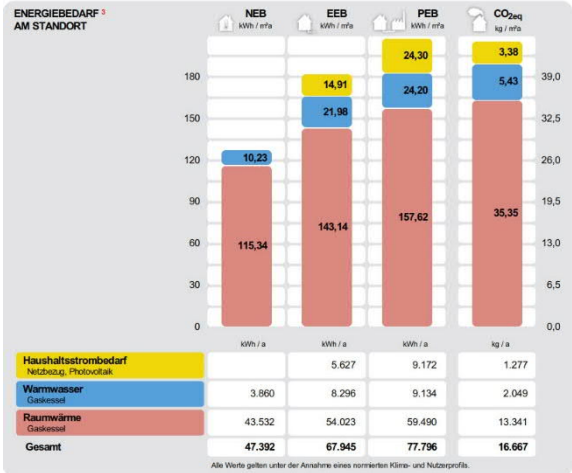 ENERGIEBEDARF ³
AM STANDORT
NEB
kWh / m²a
EEB
kWh / m²a
PEB
kWh / m²a
CO2eq
kg / m²a
24,30
3,38
180
14,91
24,20
5,43
39,0
150
21,98
32,5
120
10,23
26,0
90
157,62
35,35
19,5
143,14
60
115,34
13,0
30
6,5
0
0,0
kWh / a
kWh / a
kWh / a
kg / a
Haushaltsstrombedarf
Netzbezug, Photovoltaik
5.627
9.172
1.277
Warmwasser
Gaskessel
3.860
8.296
9.134
2.049
Raumwärme
Gaskessel
43.532
54.023
59.490
13.341
Gesamt
47.392
67.945
77.796
16.667
Alle Werte gelten unter der Annahme eines normierten Klima- und Nutzerprofils.